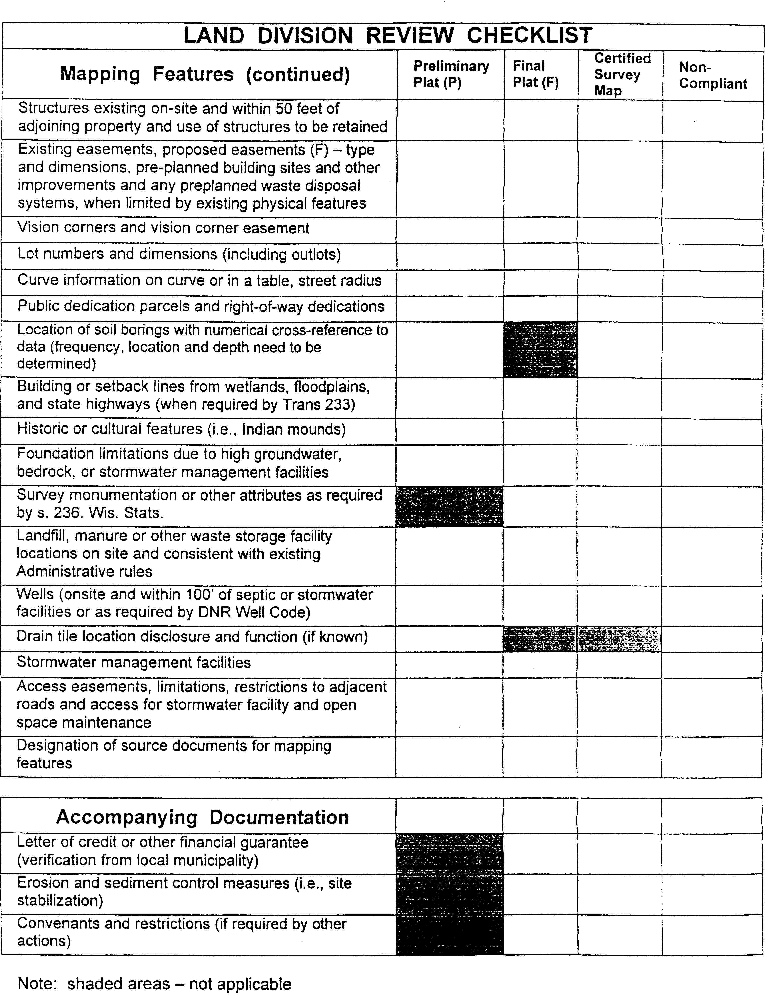 LAND DIVISION REVIEW CHECKLIST
Mapping Features (continued)
Preliminary
Plat (P)
Final
Plat (F)
Certified
Survey
Map
Non-
Compliant
Structures existing on-site and within 50 feet of
adjoining property and use of structures to be retained
Existing easements, proposed easements (F) – type
and dimensions, pre-planned building sites and other
improvements and any preplanned waste disposal
systems, when limited by existing physical features
Vision corners and vision corner easement
Lot numbers and dimensions (including outlots)
Curve information on curve or in a table, street radius
Public dedication parcels and right-of-way dedications
Location of soil borings with numerical cross-reference to
data (frequency, location and depth need to be
determined)
Building or setback lines from wetlands, floodplains,
and state highways (when required by Trans 233)
Historic or cultural features (i.e., Indian mounds)
Foundation limitations due to high groundwater,
bedrock, or stormwater management facilities
Survey monumentation or other attributes as required
by s. 236. Wis. Stats.
Landfill, manure or other waste storage facility
locations on site and consistent with existing
Administrative rules
Wells (onsite and within 100' of septic or stormwater
facilities or as required by DNR Well Code)
Drain tile location disclosure and function (if known)
Stormwater management facilities
Access easements, limitations, restrictions to adjacent
roads and access for stormwater facility and open
space maintenance
Designation of source documents for mapping
features
Accompanying Documentation
Letter of credit or other financial guarantee
(verification from local municipality)
Erosion and sediment control measures (i.e., site
stabilization)
Convenants and restrictions (if required by other
actions)
Note: shaded areas – not applicable